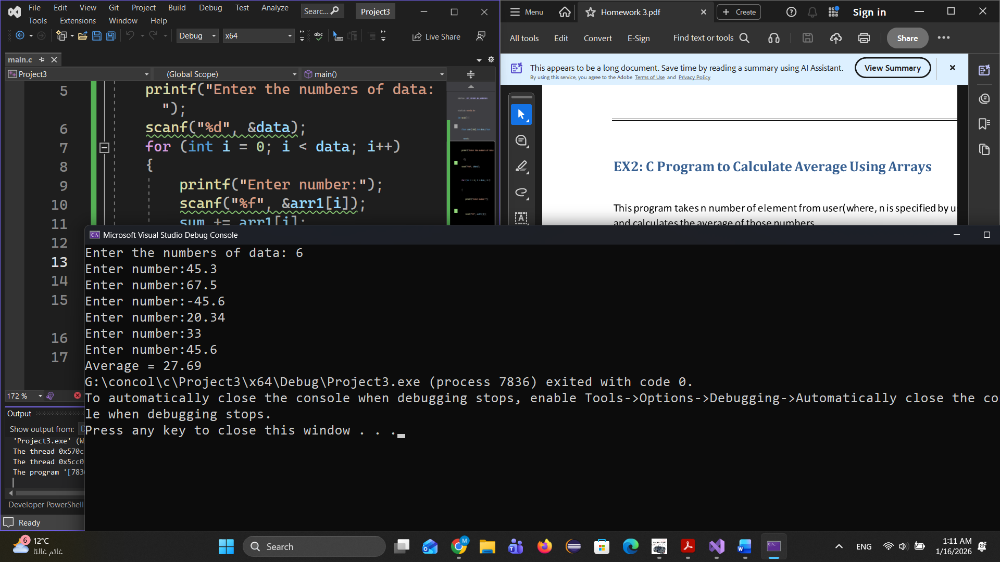 File Edit View Git Project Build Debug Test Analyze
Tools Extensions Window Help
Searc...
Project3
Debug x64 Live Share
main.c
Project3 (Global Scope) main()
5 printf("Enter the numbers of data:
");
6 scanf("%d", &data);
7 for (int i = 0; i < data; i++)
8 {
9 printf("Enter number:");
10 scanf("%f", &arr1[i]);
11 sum += arr1[i];
12
13
14
15
16
17
172 %
Output
Show output from:
'Project3.exe' (W
The thread 0x570c
The thread 0x5cc0
The program '[783
Developer PowerShell
Ready
Menu Homework 3.pdf Create Sign in
All tools Edit Convert E-Sign Find text or tools Share
This appears to be a long document. Save time by reading a summary using AI Assistant. View Summary
By using this service, you agree to the Adobe Terms of Use and Privacy Policy
EX2: C Program to Calculate Average Using Arrays
This program takes n number of element from user(where, n is specified by
and calculates the average of those numbers
Microsoft Visual Studio Debug Console
Enter the numbers of data: 6
Enter number:45.3
Enter number:67.5
Enter number:-45.6
Enter number:20.34
Enter number:33
Enter number:45.6
Average = 27.69
G:\concol\c\Project3\x64\Debug\Project3.exe (process 7836) exited with code 0.
To automatically close the console when debugging stops, enable Tools->Options->Debugging->Automatically close the co
le when debugging stops.
Press any key to close this window . . .
6 12°C
غائم غالبًا
Search
ENG
1:11 AM
1/16/2026